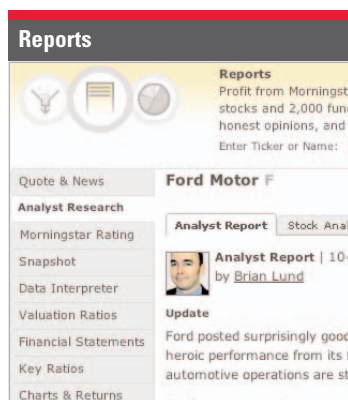 Reports
Reports
Profit from Morningst
stocks and 2,000 fun
honest opinions, and
Enter Ticker or Name:
Quote & News
Analyst Research
Morningstar Rating
Snapshot
Data Interpreter
Valuation Ratios
Financial Statements
Key Ratios
Charts & Returns
Ford Motor F
Analyst Report
Stock Anal
Analyst Report | 10-
by Brian Lund
Update
Ford posted surprisingly good
heroic performance from its
automotive operations are st